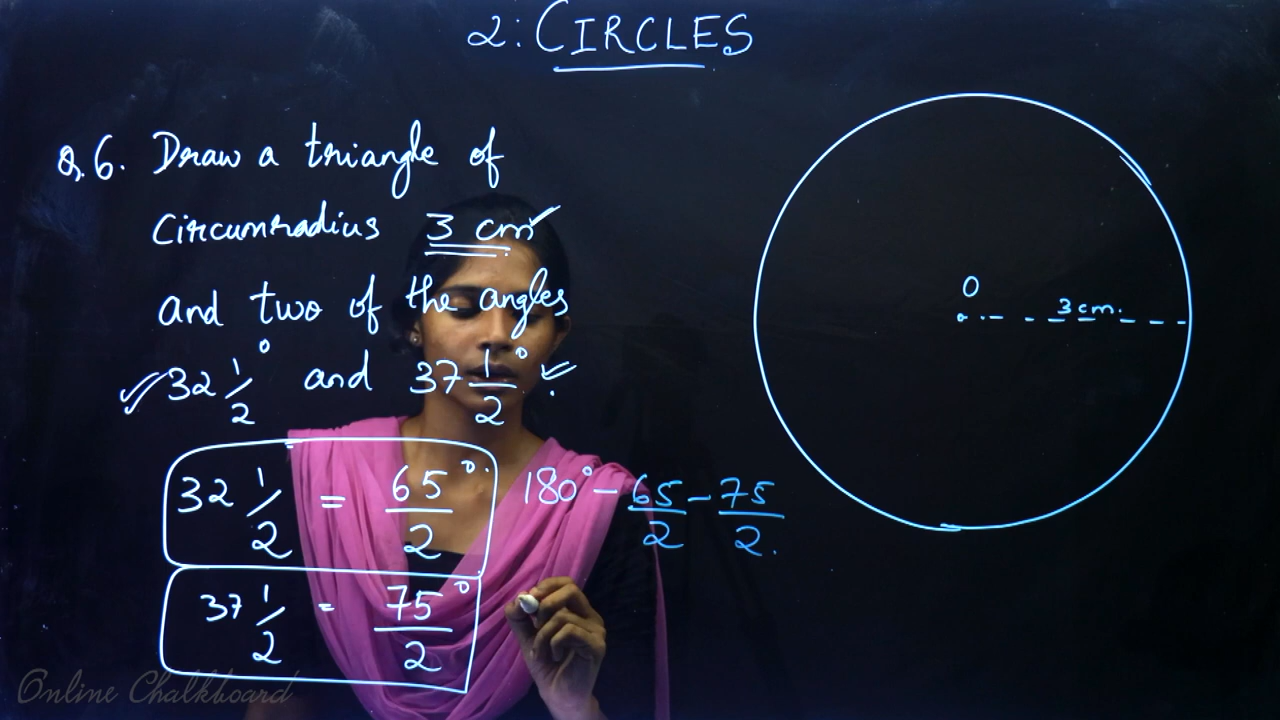 2: CIRCLES
Q.6. Draw a triangle of
circumradius 3 cm
and two of the angles
32 1/2° and 37 1/2°.
32 1/2 = 65°/2
37 1/2 = 75°/2
180° - 65/2 - 75/2.
O
3 cm.
Online Chalkboard